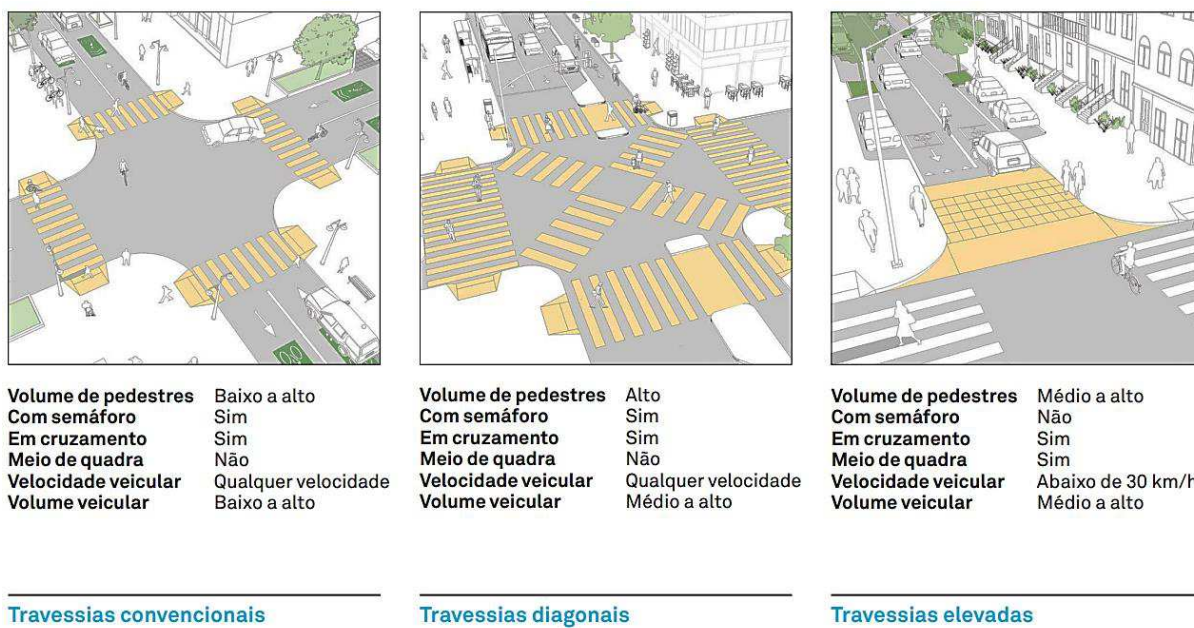 Volume de pedestres Baixo a alto
Com semáforo Sim
Em cruzamento Sim
Meio de quadra Não
Velocidade veicular Qualquer velocidade
Volume veicular Baixo a alto
Travessias convencionais
Volume de pedestres Alto
Com semáforo Sim
Em cruzamento Sim
Meio de quadra Não
Velocidade veicular Qualquer velocidade
Volume veicular Médio a alto
Travessias diagonais
Volume de pedestres Médio a alto
Com semáforo Não
Em cruzamento Sim
Meio de quadra Sim
Velocidade veicular Abaixo de 30 km/h
Volume veicular Médio a alto
Travessias elevadas